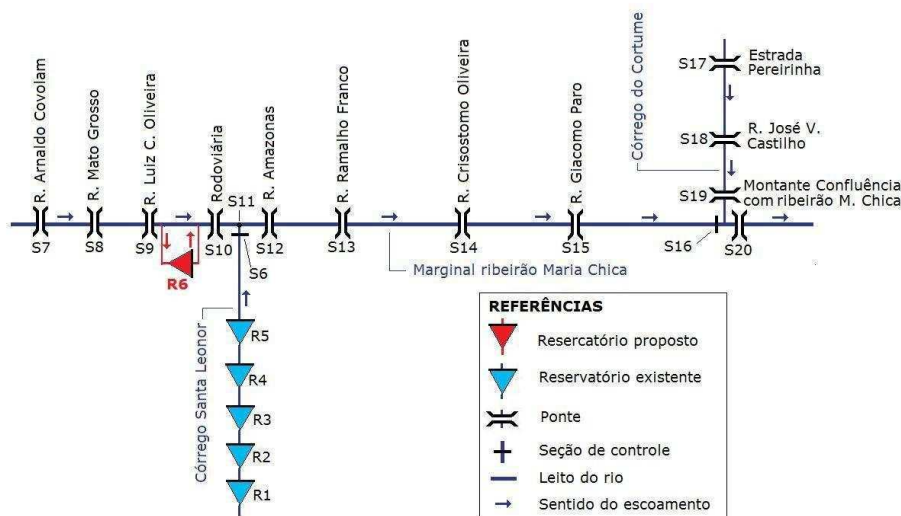 R. Arnaldo Covolam
R. Mato Grosso
R. Luiz C. Oliveira
Rodoviária
S11
R. Amazonas
R. Ramalho Franco
R. Crisostomo Oliveira
R. Giacomo Paro
Córrego do Cortume
S17
Estrada
Pereirinha
S18
R. José V.
Castilho
S19
Montante Confluência
com ribeirão M. Chica
S7
S8
S9
S10
S12
S13
S14
S15
S16
S20
R6
S6
Marginal ribeirão Maria Chica
Córrego Santa Leonor
R5
R4
R3
R2
R1
REFERÊNCIAS
Resercatório proposto
Reservatório existente
Ponte
Seção de controle
Leito do rio
Sentido do escoamento